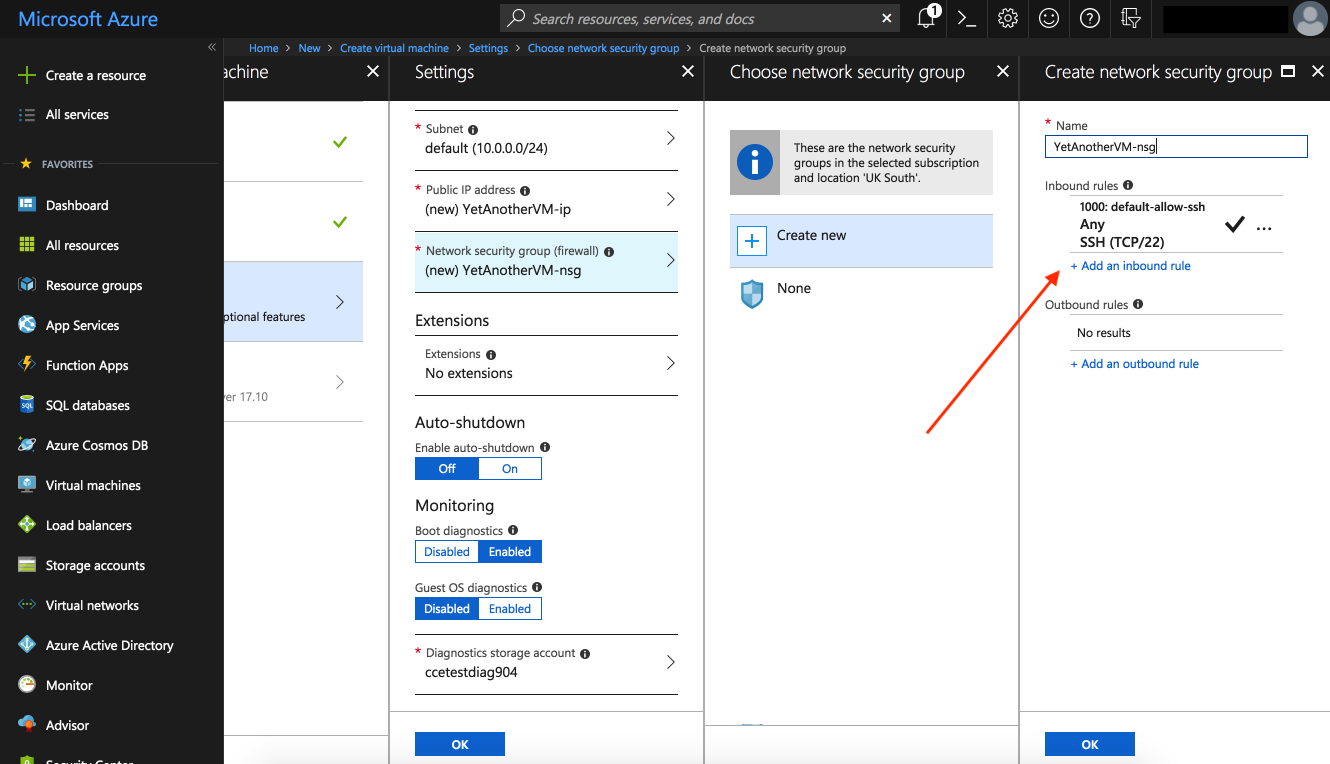 Microsoft Azure
Search resources, services, and docs
1
Home > New > Create virtual machine > Settings > Choose network security group > Create network security group
Create a resource
All services
FAVORITES
Dashboard
All resources
Resource groups
App Services
Function Apps
SQL databases
Azure Cosmos DB
Virtual machines
Load balancers
Storage accounts
Virtual networks
Azure Active Directory
Monitor
Advisor
Security Center
achine
ptional features
ver 17.10
Settings
* Subnet
default (10.0.0.0/24)
* Public IP address
(new) YetAnotherVM-ip
* Network security group (firewall)
(new) YetAnotherVM-nsg
Extensions
Extensions
No extensions
Auto-shutdown
Enable auto-shutdown
Off On
Monitoring
Boot diagnostics
Disabled Enabled
Guest OS diagnostics
Disabled Enabled
* Diagnostics storage account
ccetestdiag904
OK
Choose network security group
These are the network security
groups in the selected subscription
and location 'UK South'.
Create new
None
Create network security group
* Name
YetAnotherVM-nsg
Inbound rules
1000: default-allow-ssh
Any
SSH (TCP/22)
...
+ Add an inbound rule
Outbound rules
No results
+ Add an outbound rule
OK